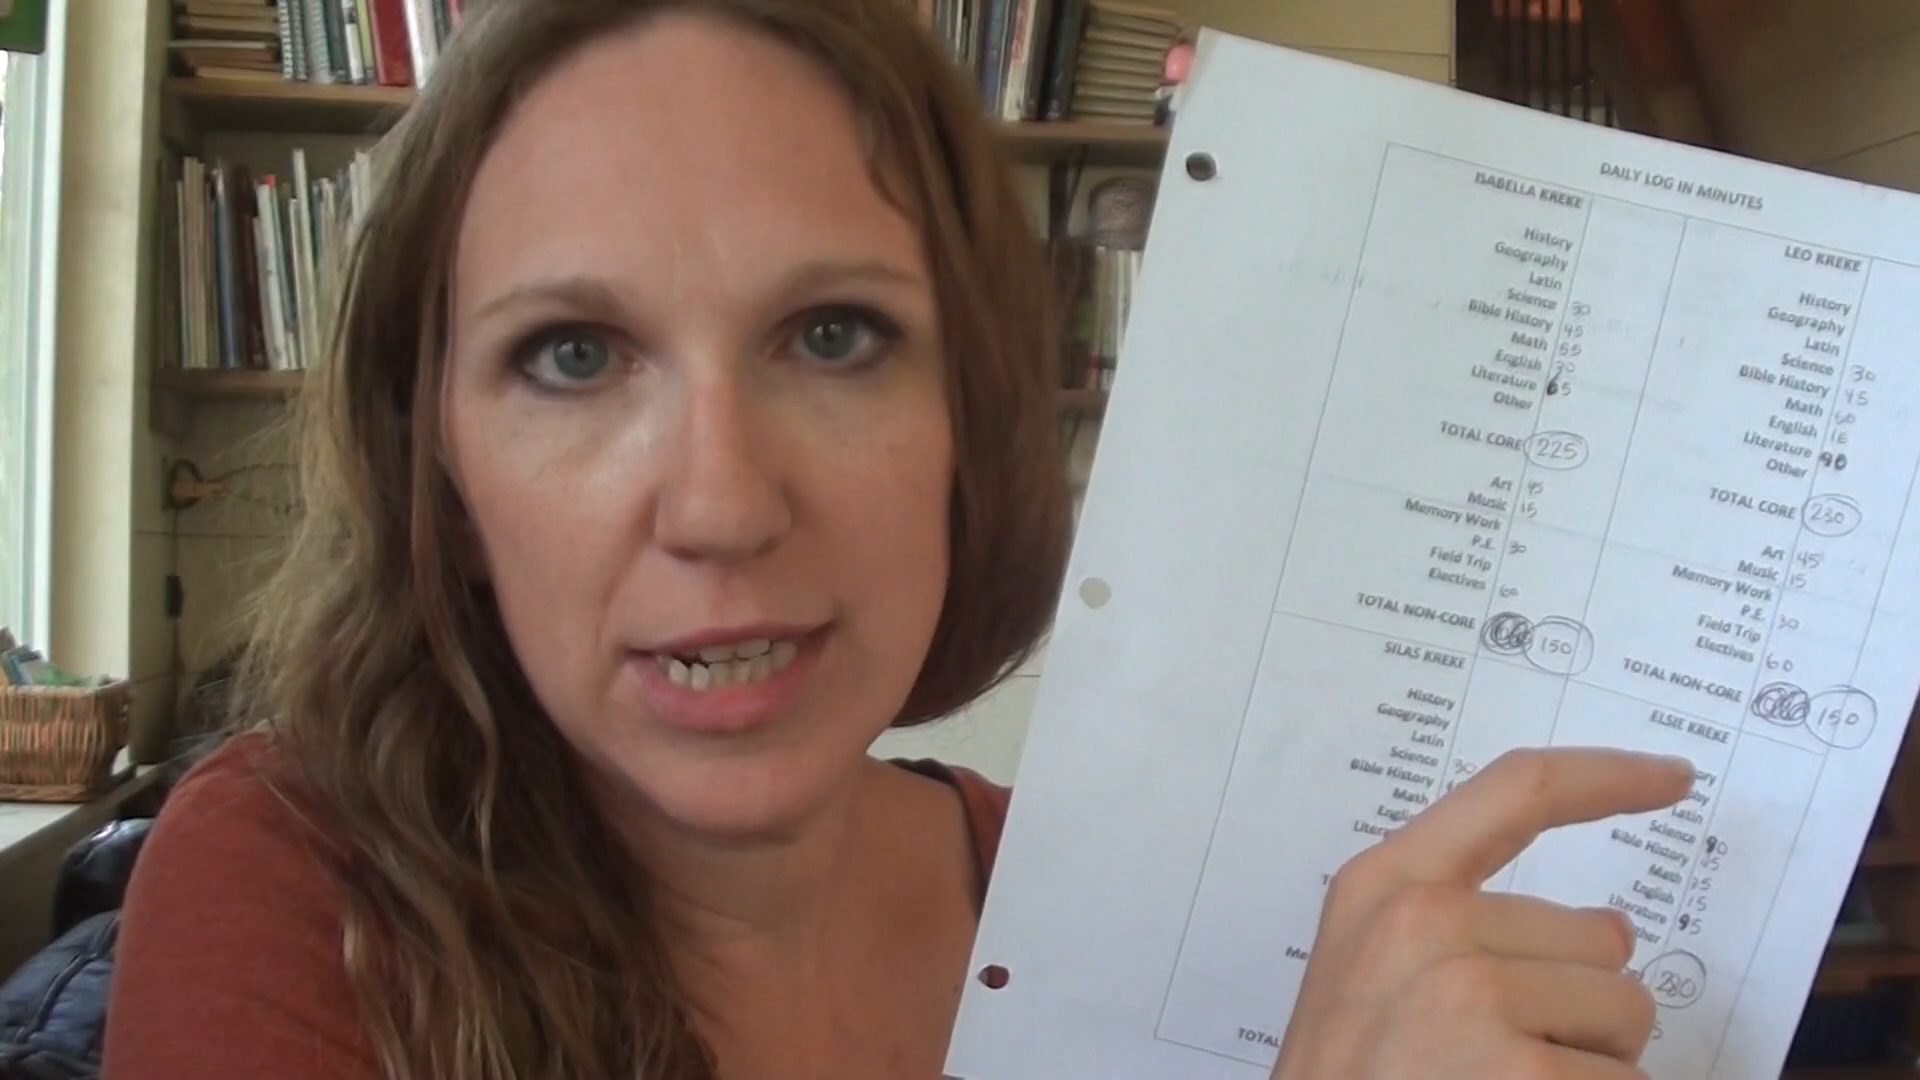 DAILY LOG IN MINUTES
ISABELLA KREKE
History
Geography
Latin
Science 30
Bible History 45
Math 55
English 30
Literature 65
Other
TOTAL CORE 225
Art 45
Music 15
Memory Work
P.E. 30
Field Trip
Electives 60
TOTAL NON-CORE 150
LEO KREKE
History
Geography
Latin
Science 30
Bible History 45
Math 50
English 15
Literature 90
Other
TOTAL CORE 230
Art 45
Music 15
Memory Work
P.E. 30
Field Trip
Electives 60
TOTAL NON-CORE 150
SILAS KREKE
History
Geography
Latin
Science 30
Bible History
Math
TOTAL
ELSIE KREKE
Latin
Science 90
Bible History 45
Math
English 15
Literature 95
280